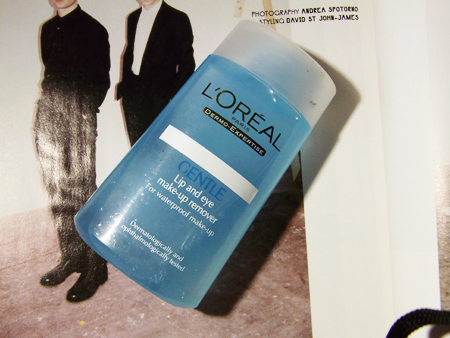 PHOTOGRAPHY ANDREA SPOTORNO
STYLING DAVID ST JOHN-JAMES
L'ORÉAL
PARIS
DERMO-EXPERTISE
GENTLE
Lip and eye
make-up remover
For waterproof make-up
Dermatologically and
ophthalmologically tested